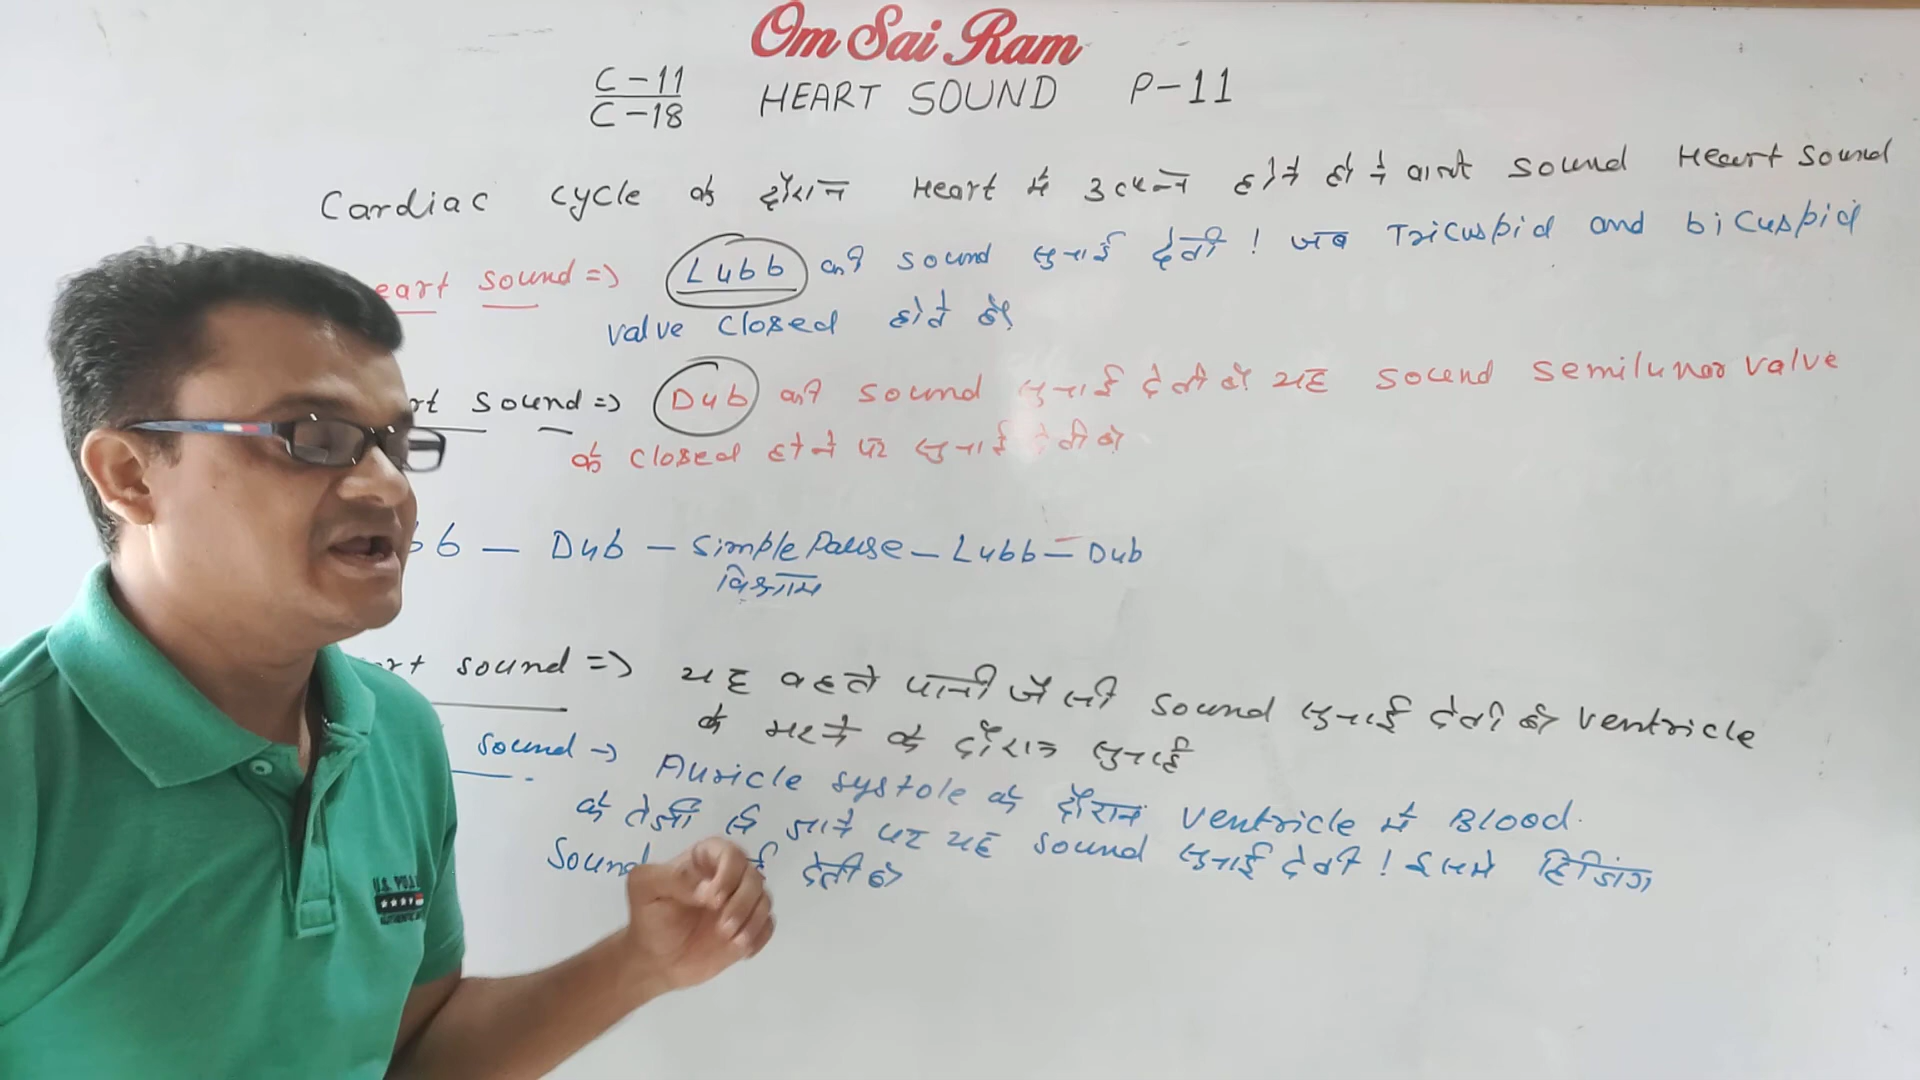 Om Sai Ram
C-11
C-18
HEART SOUND P-11
Cardiac cycle के दौरान Heart में उत्पन्न होने वाली sound Heart Sound
eart sound => Lubb की sound सुनाई देती ! जब Tricuspid and bicuspid
valve closed होते है
rt sound => Dub की sound सुनाई देती है यह sound semilunar valve
के closed होने पर सुनाई देती है
bb - Dub - Simple Pause - Lubb - Dub
विश्राम
rt sound => यह बहते पानी जैसी sound सुनाई देती है ventricle
के भरने के दौरान सुनाई
sound -> Auricle systole के दौरान ventricle में Blood.
के तेजी से जाने पर यह sound सुनाई देती ! इसमे
Sound देती है
U.S. POLO